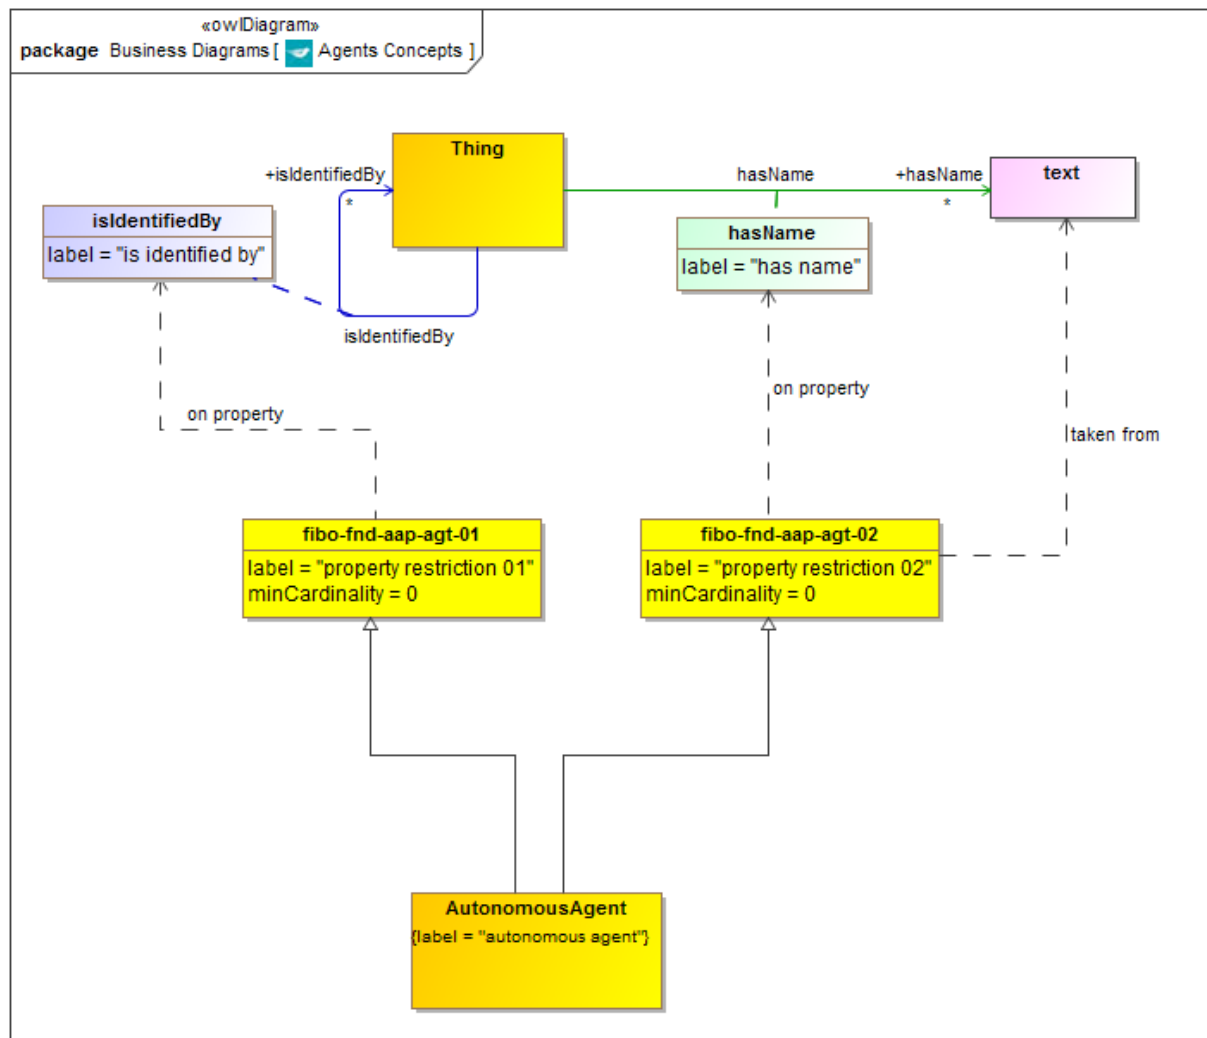 «owlDiagram»
package Business Diagrams [ Agents Concepts ]
Thing
+isIdentifiedBy
*
hasName
+hasName
*
text
isIdentifiedBy
label = "is identified by"
hasName
label = "has name"
isIdentifiedBy
on property
on property
taken from
fibo-fnd-aap-agt-01
label = "property restriction 01"
minCardinality = 0
fibo-fnd-aap-agt-02
label = "property restriction 02"
minCardinality = 0
AutonomousAgent
{label = "autonomous agent"}